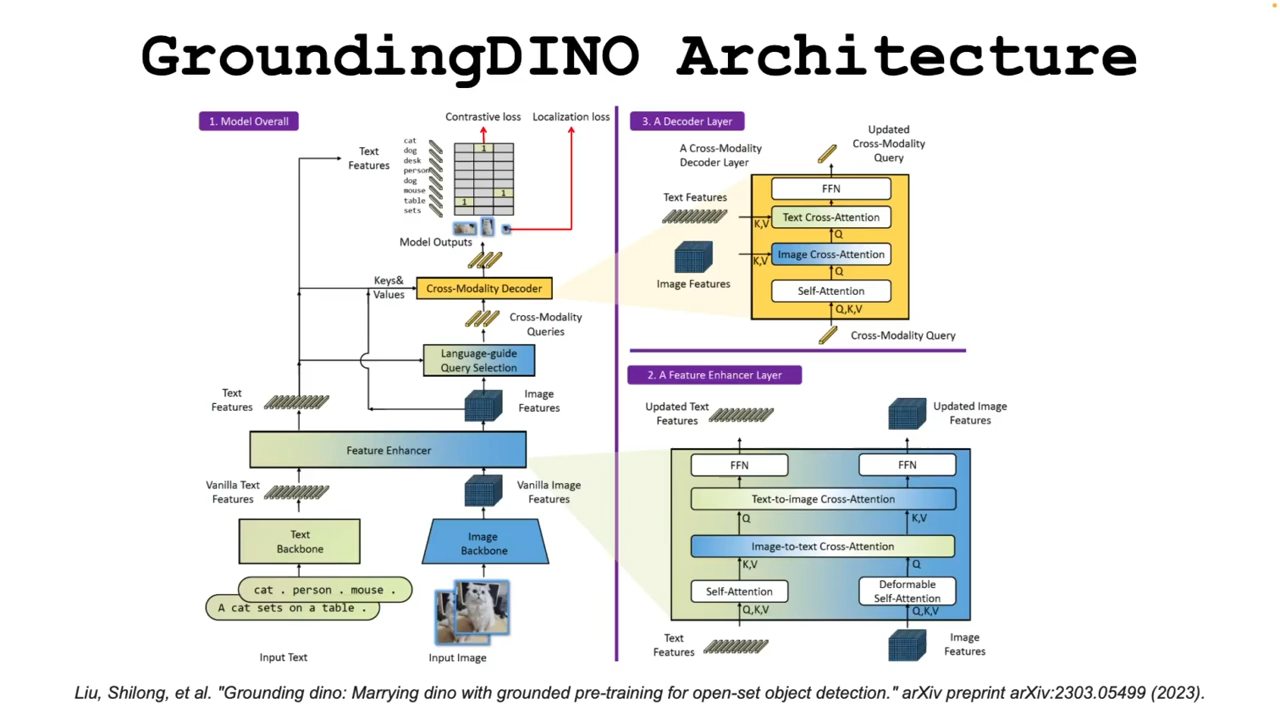 GroundingDINO Architecture
1. Model Overall
Contrastive loss
Localization loss
Text
Features
cat
dog
desk
person
dog
mouse
table
sets
1
1
1
Model Outputs
Keys&
Values
Cross-Modality Decoder
Cross-Modality
Queries
Language-guide
Query Selection
Text
Features
Image
Features
Feature Enhancer
Vanilla Text
Features
Vanilla Image
Features
Text
Backbone
Image
Backbone
cat . person . mouse .
A cat sets on a table .
Input Text
Input Image
3. A Decoder Layer
A Cross-Modality
Decoder Layer
Updated
Cross-Modality
Query
FFN
Text Features
K,V
Text Cross-Attention
Q
Image Features
K,V
Image Cross-Attention
Q
Self-Attention
Q,K,V
Cross-Modality Query
2. A Feature Enhancer Layer
Updated Text
Features
Updated Image
Features
FFN
FFN
Text-to-image Cross-Attention
Q
K,V
Image-to-text Cross-Attention
K,V
Q
Self-Attention
Deformable
Self-Attention
Q,K,V
Q,K,V
Text
Features
Image
Features
Liu, Shilong, et al. "Grounding dino: Marrying dino with grounded pre-training for open-set object detection." arXiv preprint arXiv:2303.05499 (2023).